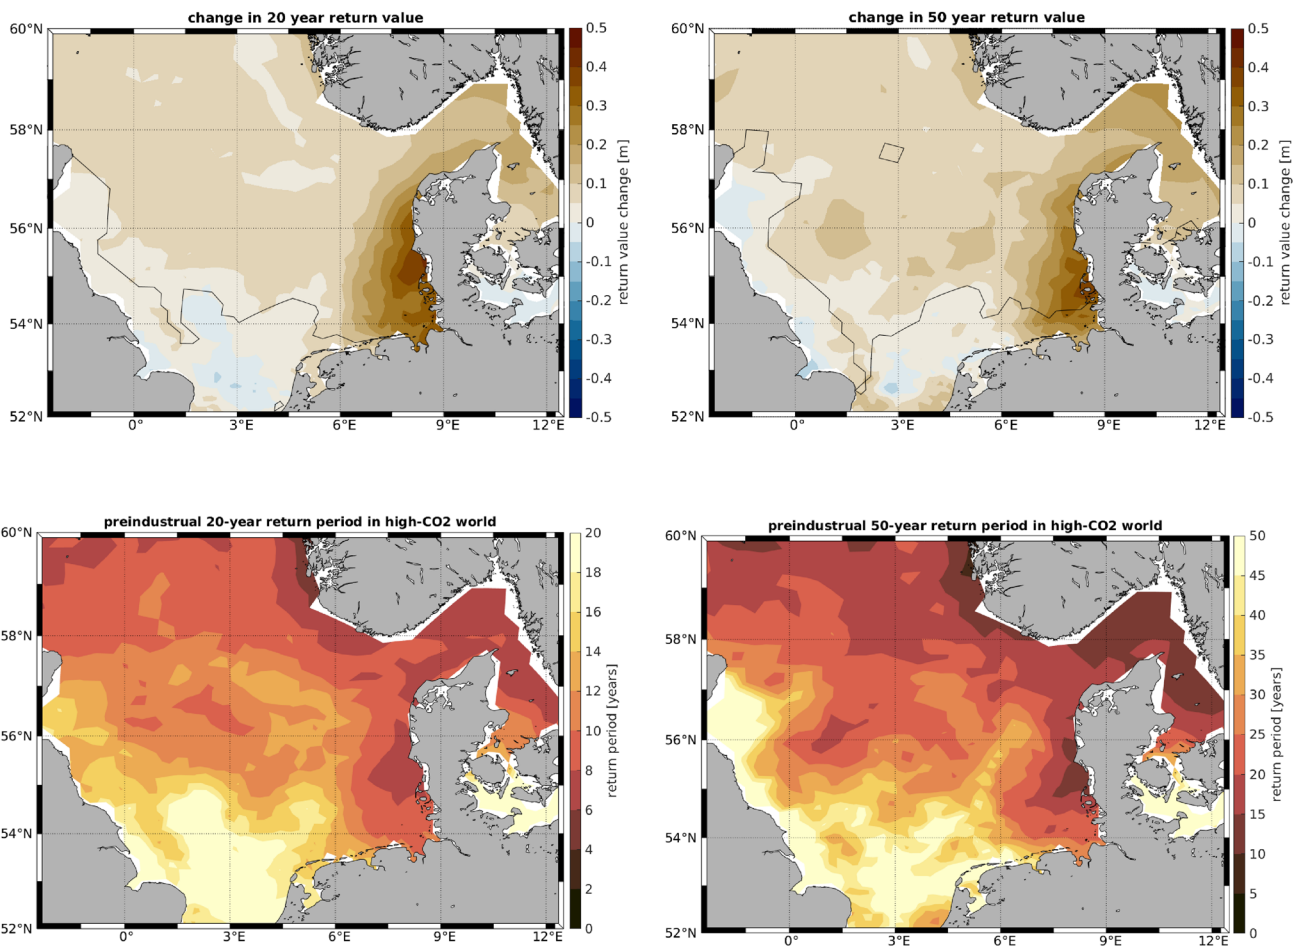 change in 20 year return value
60°N
58°N
56°N
54°N
52°N
0°
3°E
6°E
9°E
12°E
0.5
0.4
0.3
0.2
0.1
0
-0.1
-0.2
-0.3
-0.4
-0.5
return value change [m]
change in 50 year return value
60°N
58°N
56°N
54°N
52°N
0°
3°E
6°E
9°E
12°E
0.5
0.4
0.3
0.2
0.1
0
-0.1
-0.2
-0.3
-0.4
-0.5
return value change [m]
preindustrual 20-year return period in high-CO2 world
60°N
58°N
56°N
54°N
52°N
0°
3°E
6°E
9°E
12°E
20
18
16
14
12
10
8
6
4
2
0
return period [years]
preindustrual 50-year return period in high-CO2 world
60°N
58°N
56°N
54°N
52°N
0°
3°E
6°E
9°E
12°E
50
45
40
35
30
25
20
15
10
5
0
return period [years]